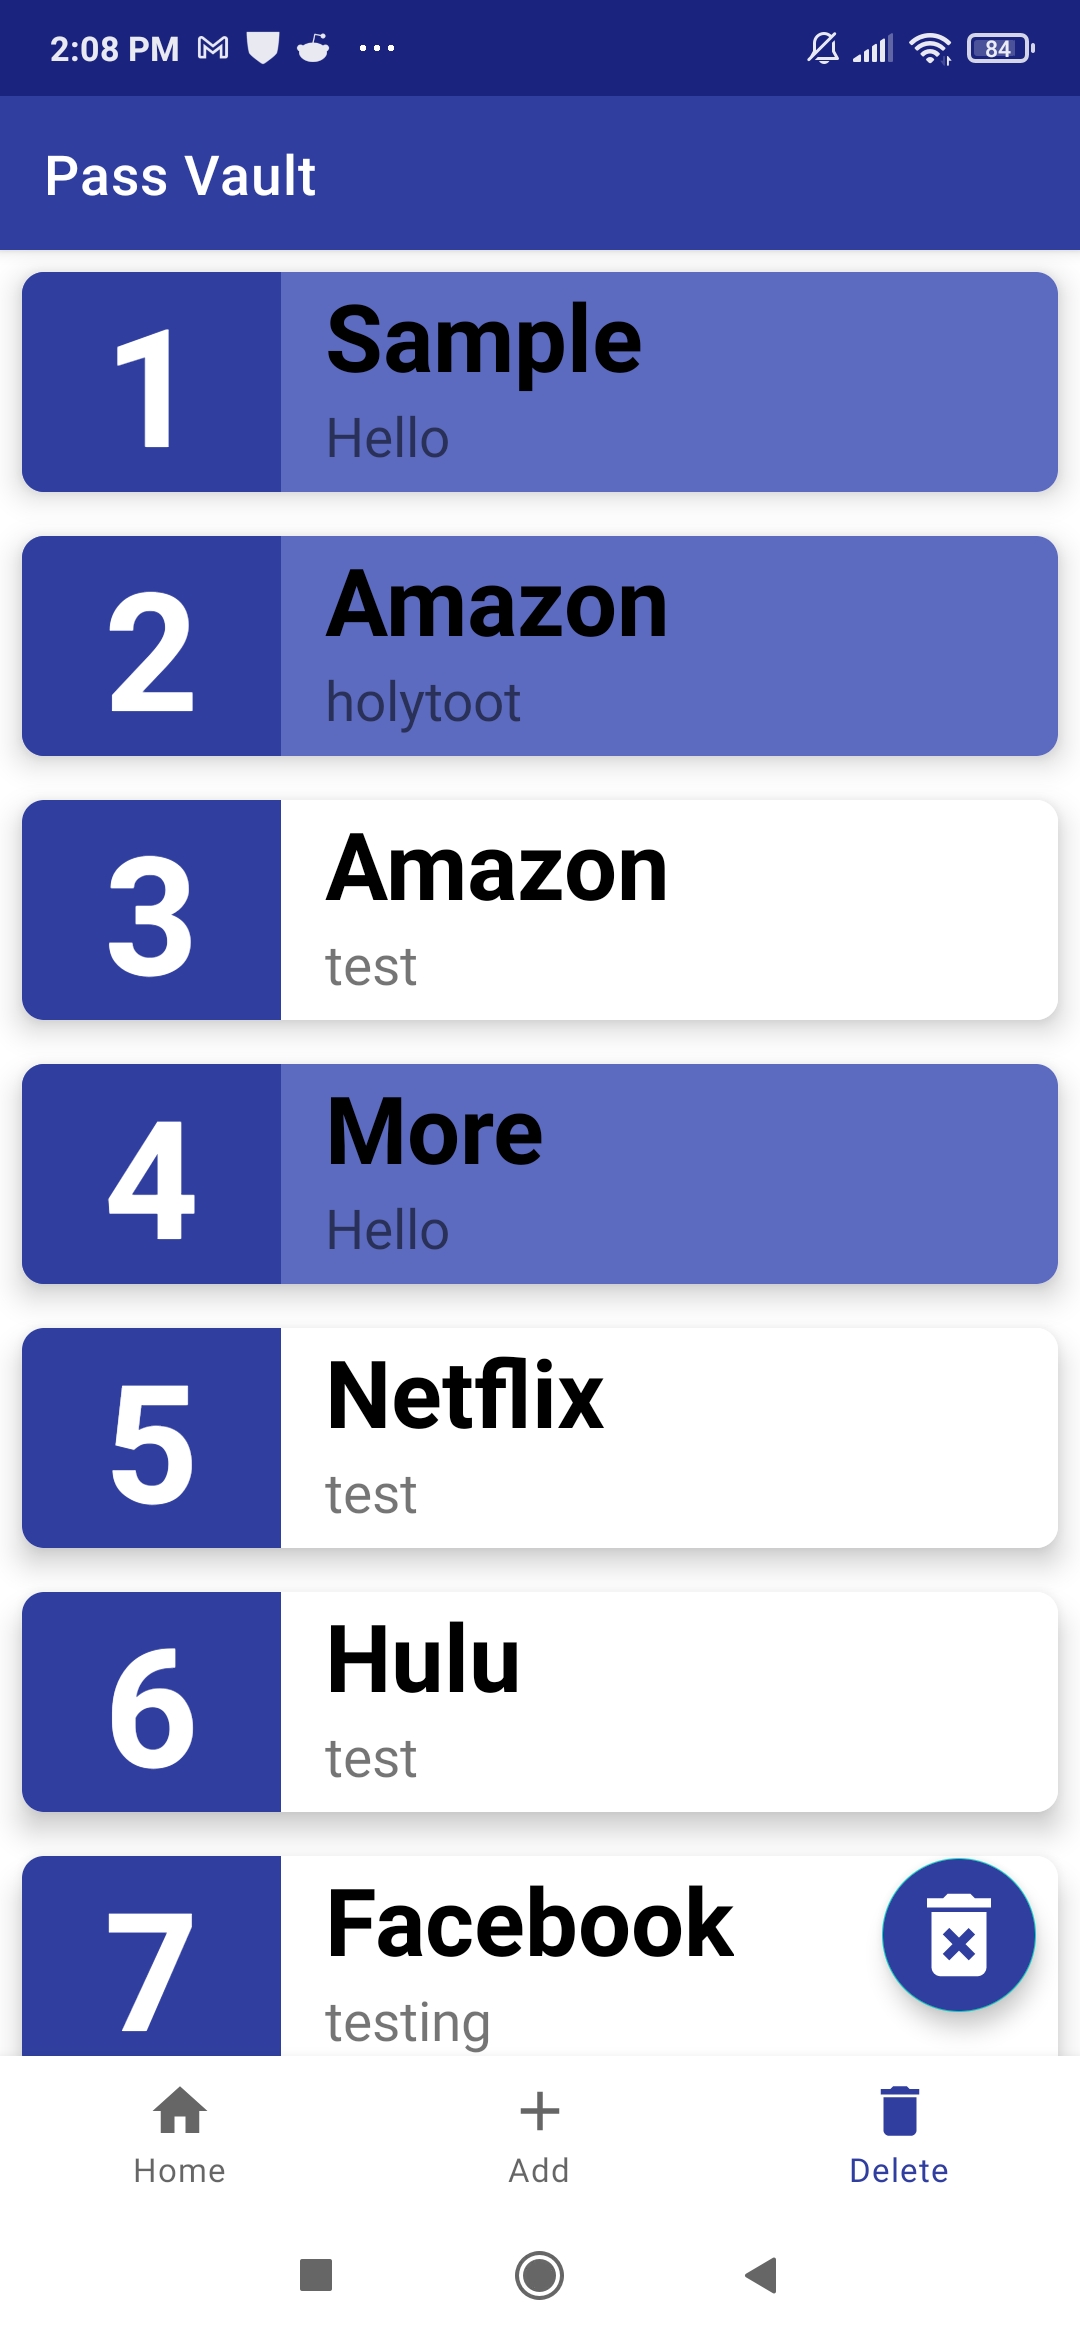 2:08 PM 84
Pass Vault
1
Sample
Hello
2
Amazon
holytoot
3
Amazon
test
4
More
Hello
5
Netflix
test
6
Hulu
test
7
Facebook
testing
Home Add Delete